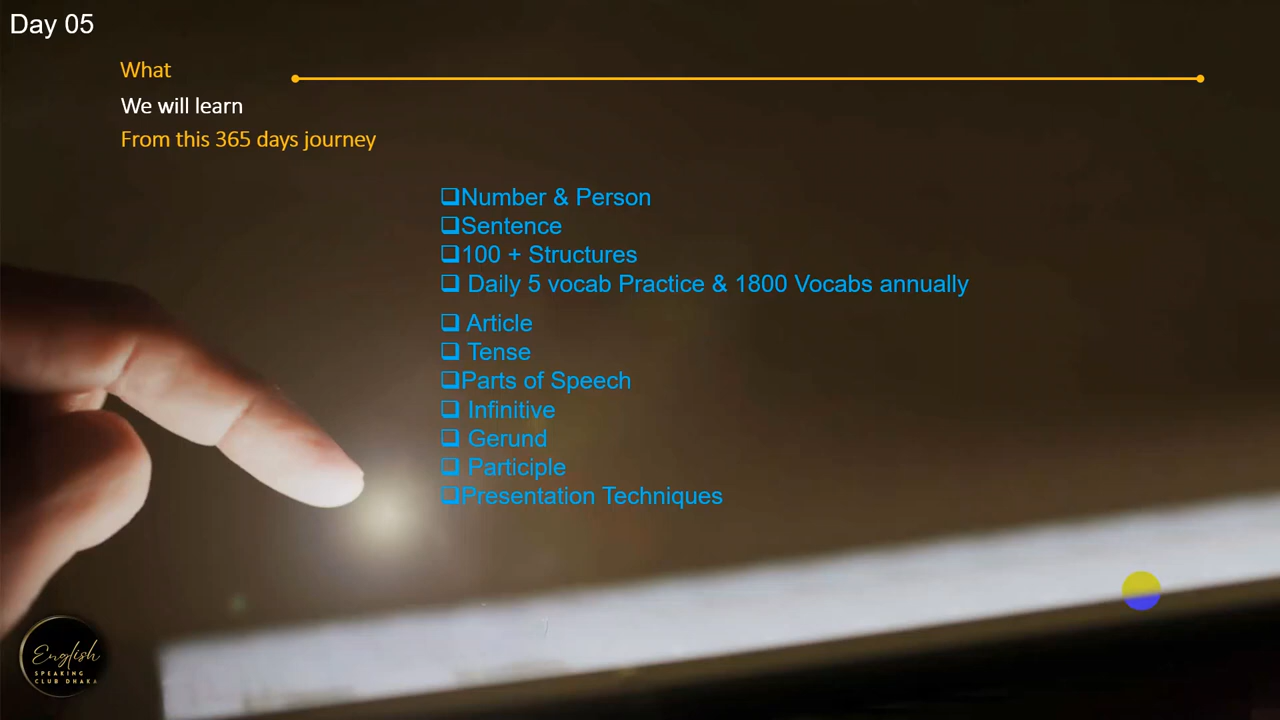 Day 05
What
We will learn
From this 365 days journey
❑Number & Person
❑Sentence
❑100 + Structures
❑ Daily 5 vocab Practice & 1800 Vocabs annually
❑ Article
❑ Tense
❑Parts of Speech
❑ Infinitive
❑ Gerund
❑ Participle
❑Presentation Techniques
English
SPEAKING
CLUB DHAKA